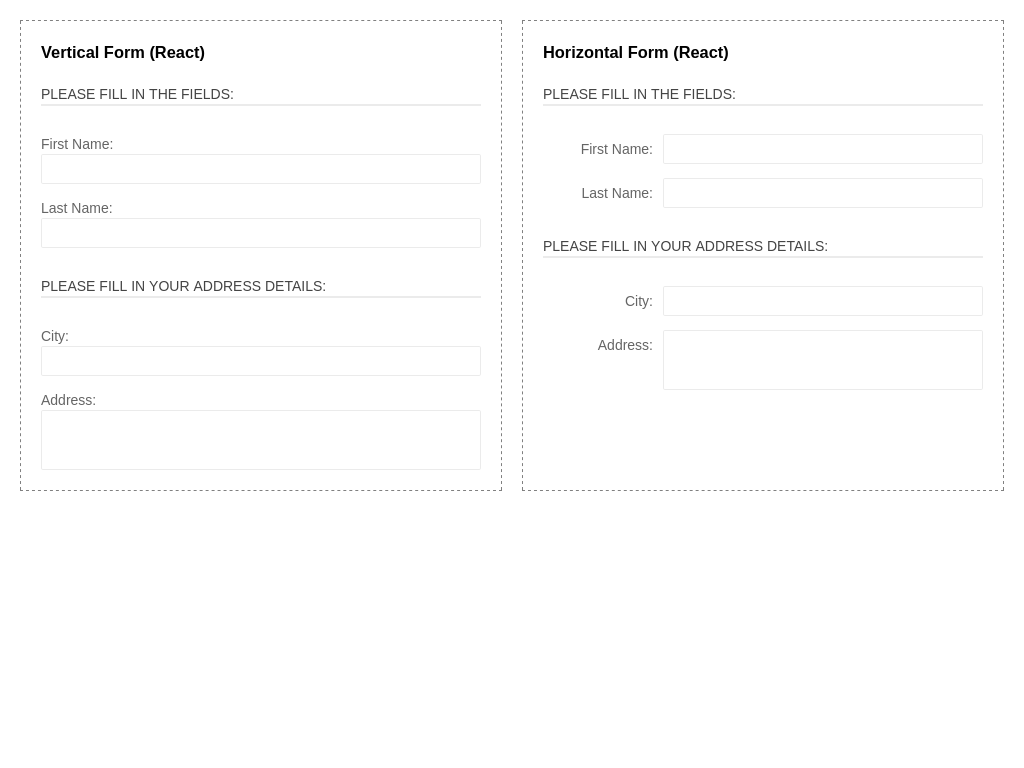 Vertical Form (React)
PLEASE FILL IN THE FIELDS:
First Name:
Last Name:
PLEASE FILL IN YOUR ADDRESS DETAILS:
City:
Address:
Horizontal Form (React)
PLEASE FILL IN THE FIELDS:
First Name:
Last Name:
PLEASE FILL IN YOUR ADDRESS DETAILS:
City:
Address: